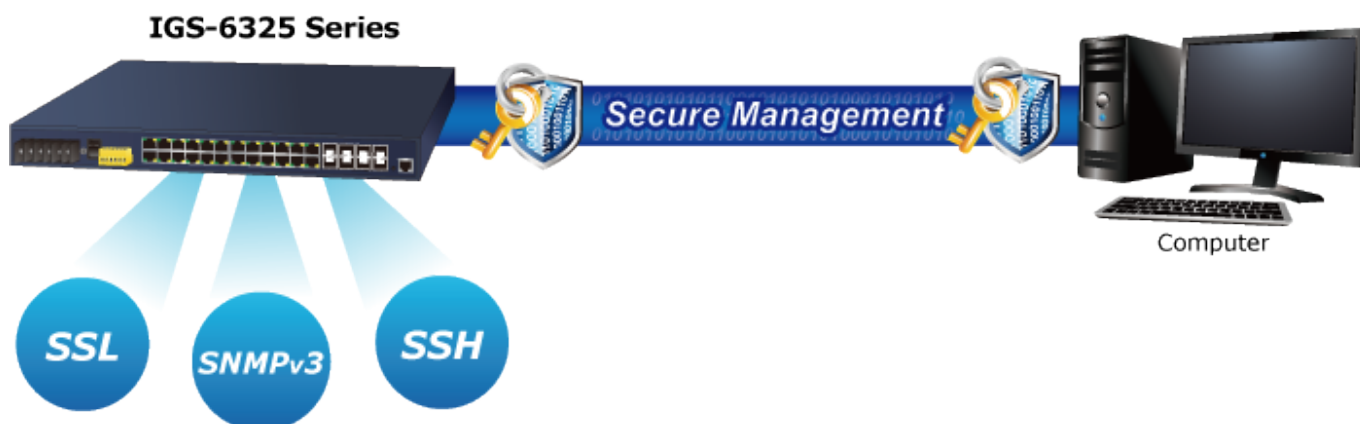 IGS-6325 Series
Secure Management
Computer
SSL
SNMPv3
SSH